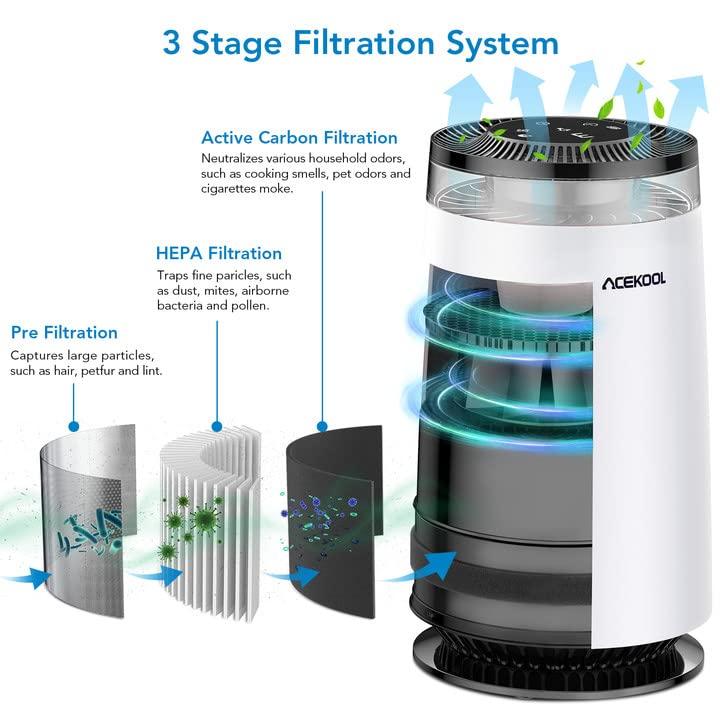 3 Stage Filtration System
Active Carbon Filtration
Neutralizes various household odors,
such as cooking smells, pet odors and
cigarettes moke.
HEPA Filtration
Traps fine paricles, such
as dust, mites, airborne
bacteria and pollen.
ACEKOOL
Pre Filtration
Captures large particles,
such as hair, petfur and lint.